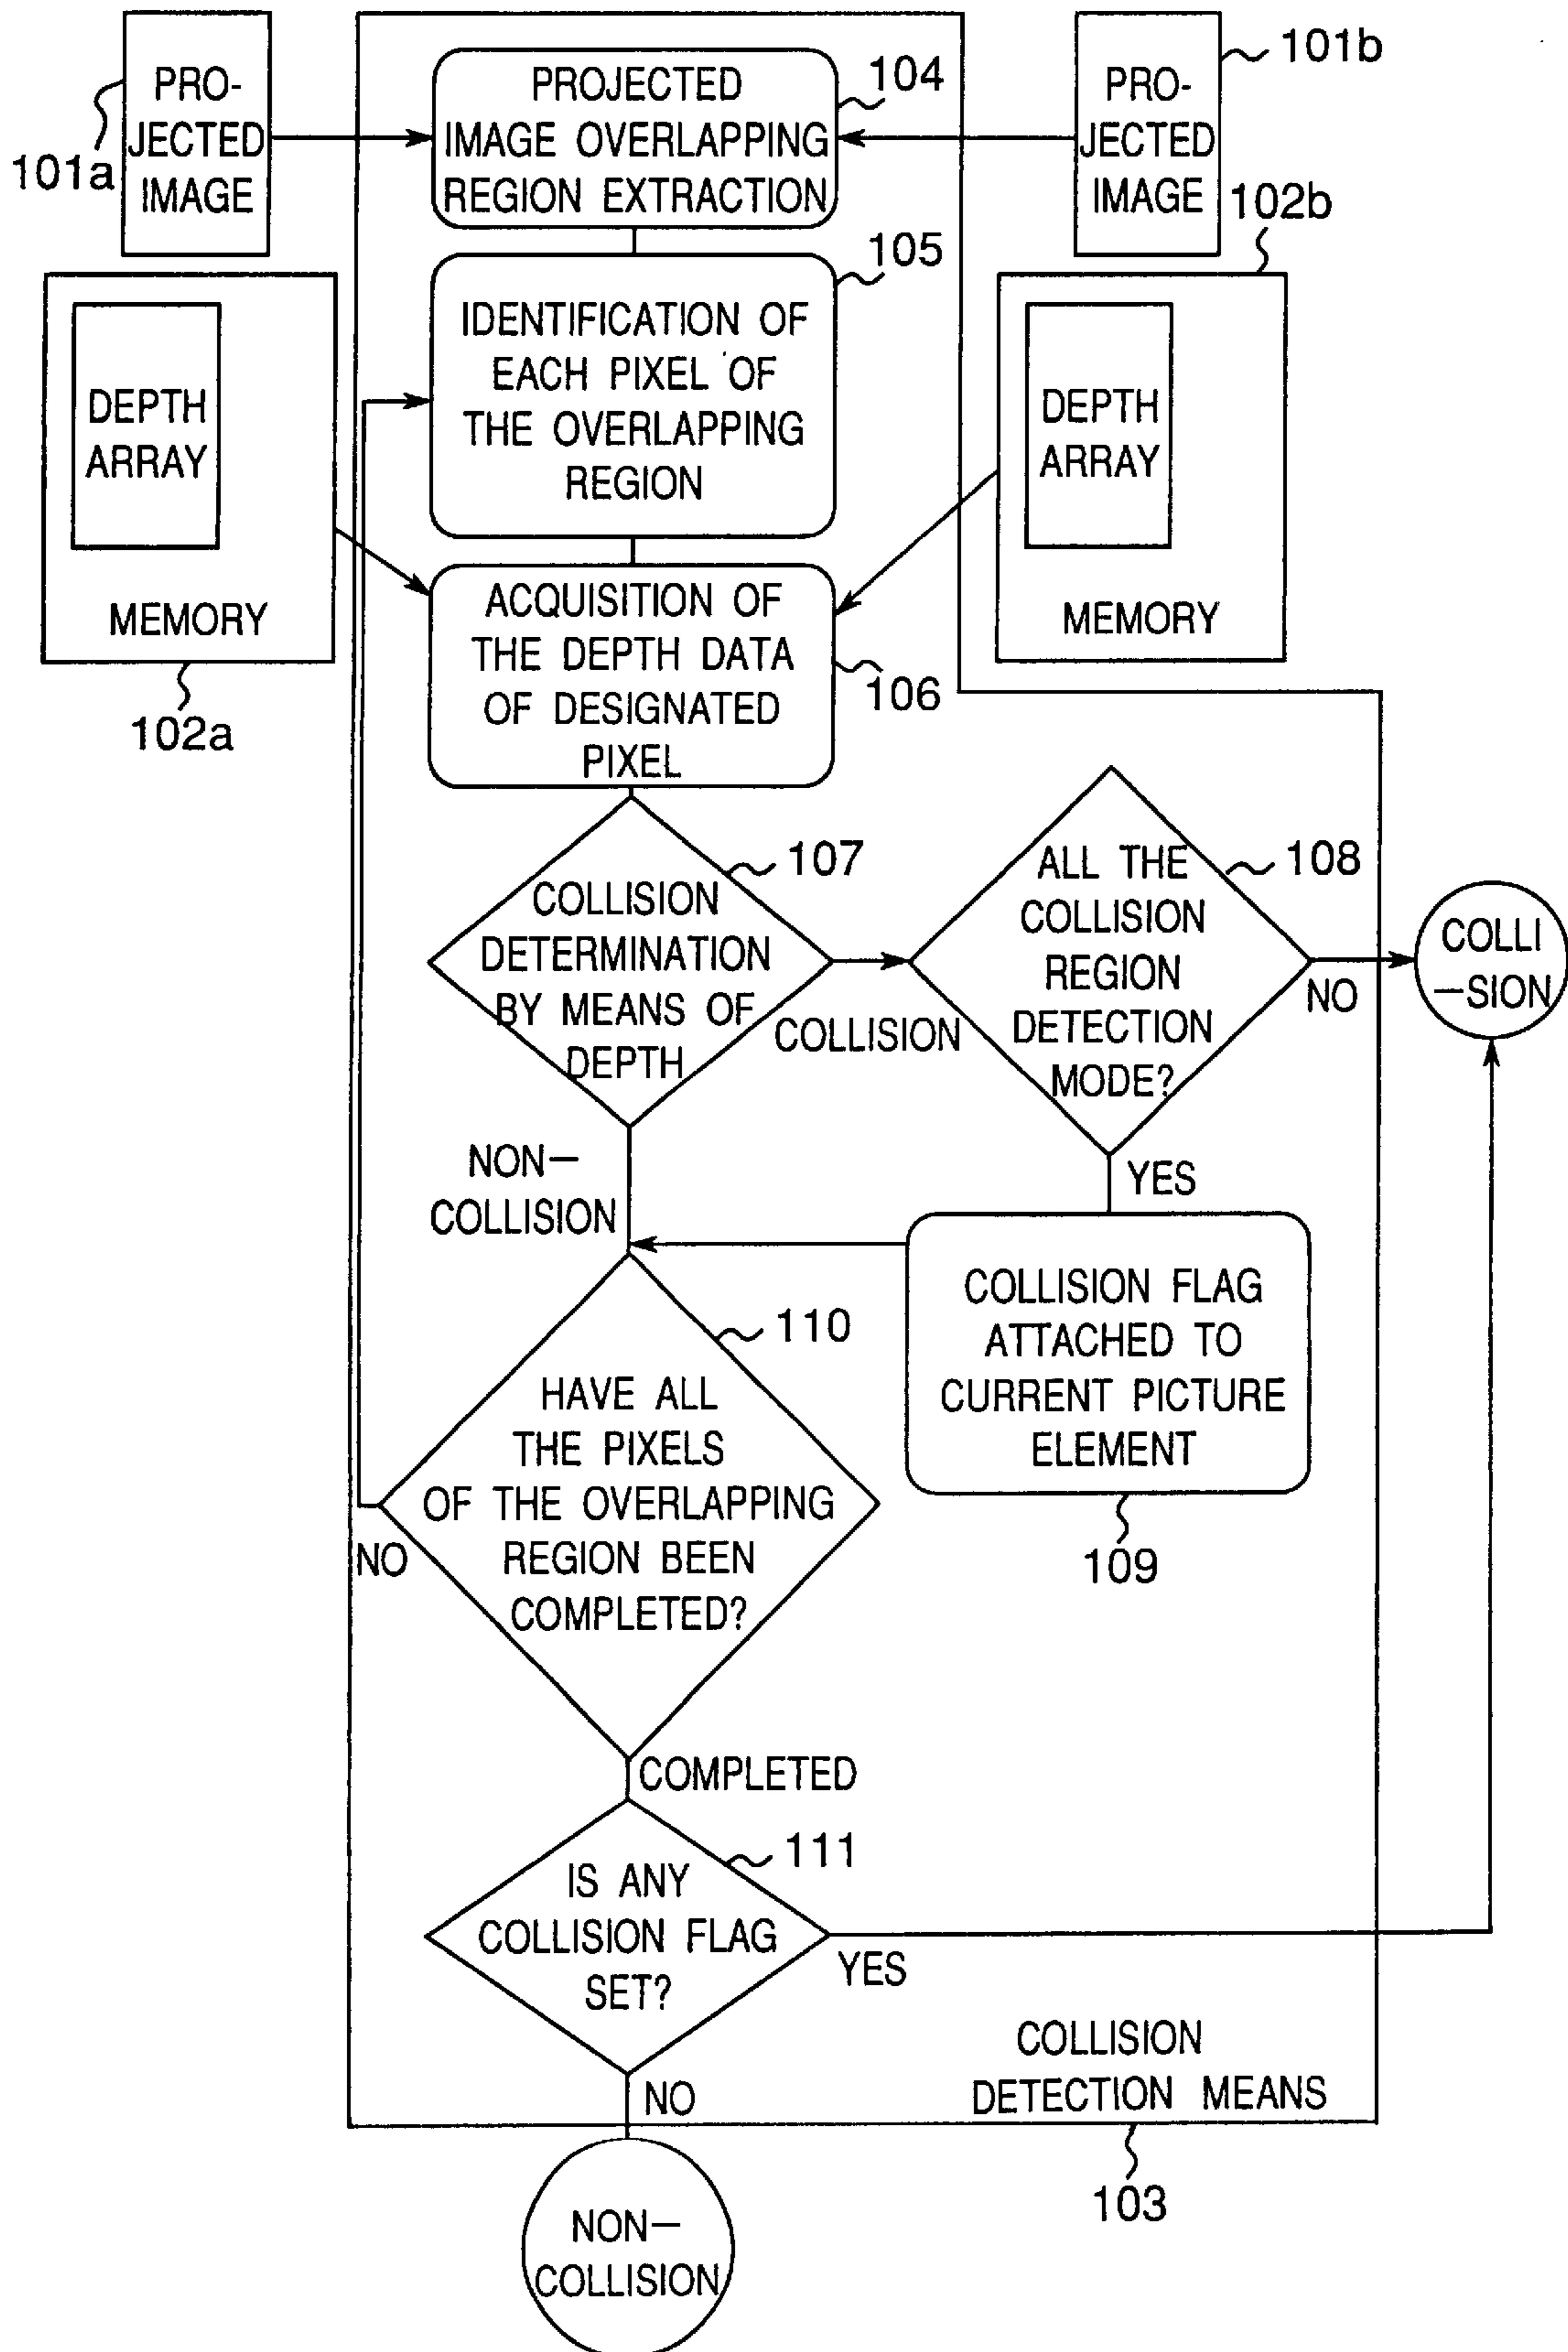 101a
PRO-
JECTED
IMAGE
PROJECTED
IMAGE OVERLAPPING
REGION EXTRACTION
104
PRO-
JECTED
IMAGE
101b
102b
105
IDENTIFICATION OF
EACH PIXEL OF
THE OVERLAPPING
REGION
DEPTH
ARRAY
MEMORY
102a
DEPTH
ARRAY
MEMORY
ACQUISITION OF
THE DEPTH DATA
OF DESIGNATED
PIXEL
106
107
COLLISION
DETERMINATION
BY MEANS OF
DEPTH
COLLISION
108
ALL THE
COLLISION
REGION
DETECTION
MODE?
NO
COLLI
—SION
NON—
COLLISION
YES
COLLISION FLAG
ATTACHED TO
CURRENT PICTURE
ELEMENT
109
110
HAVE ALL
THE PIXELS
OF THE OVERLAPPING
REGION BEEN
COMPLETED?
NO
COMPLETED
111
IS ANY
COLLISION FLAG
SET?
YES
NO
COLLISION
DETECTION MEANS
103
NON—
COLLISION